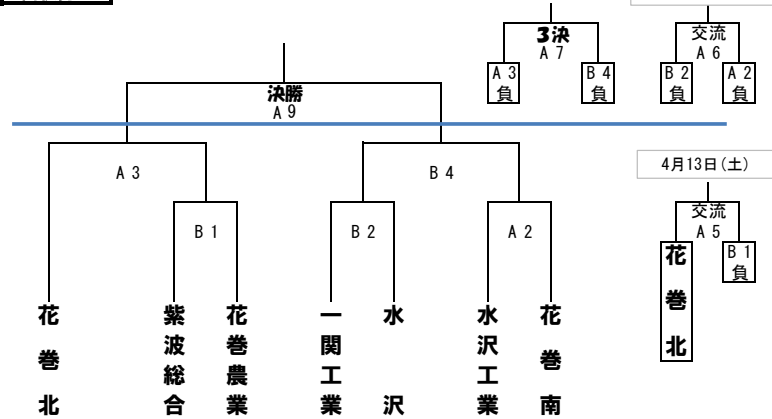 3決
A 7
A 3
負
B 4
負
交流
A 6
B 2
負
A 2
負
決勝
A 9
A 3
B 4
4月13日(土)
B 1
B 2
A 2
交流
A 5
花巻北
B 1
負
花巻北
紫波総合
花巻農業
一関工業
水沢
水沢工業
花巻南